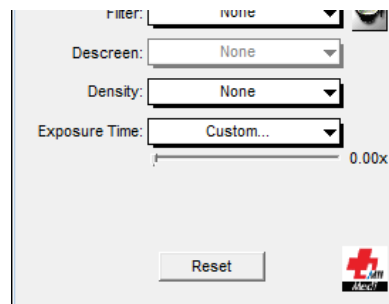 Filter: None
Descreen: None
Density: None
Exposure Time: Custom...
0.00x
Reset